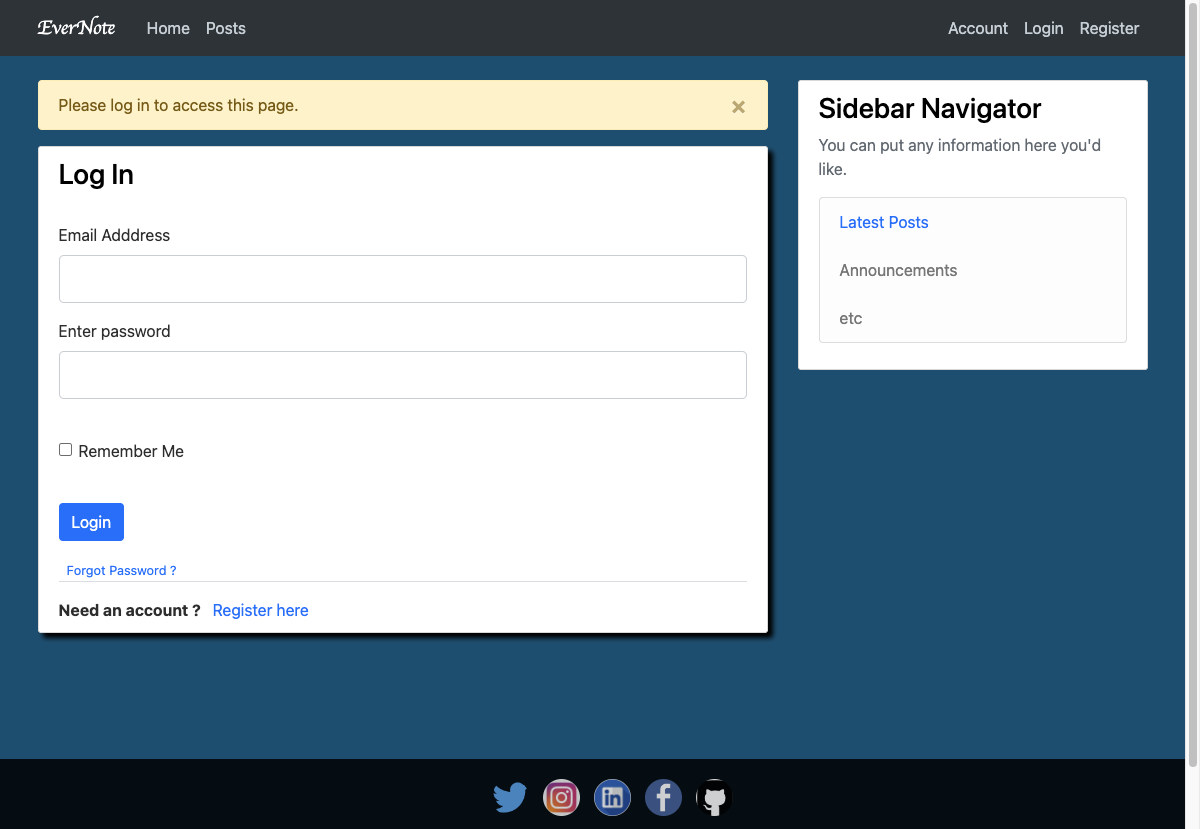 EverNote Home Posts Account Login Register
Please log in to access this page. ×
Log In
Email Adddress
Enter password
Remember Me
Login
Forgot Password ?
Need an account ? Register here
Sidebar Navigator
You can put any information here you'd
like.
Latest Posts
Announcements
etc